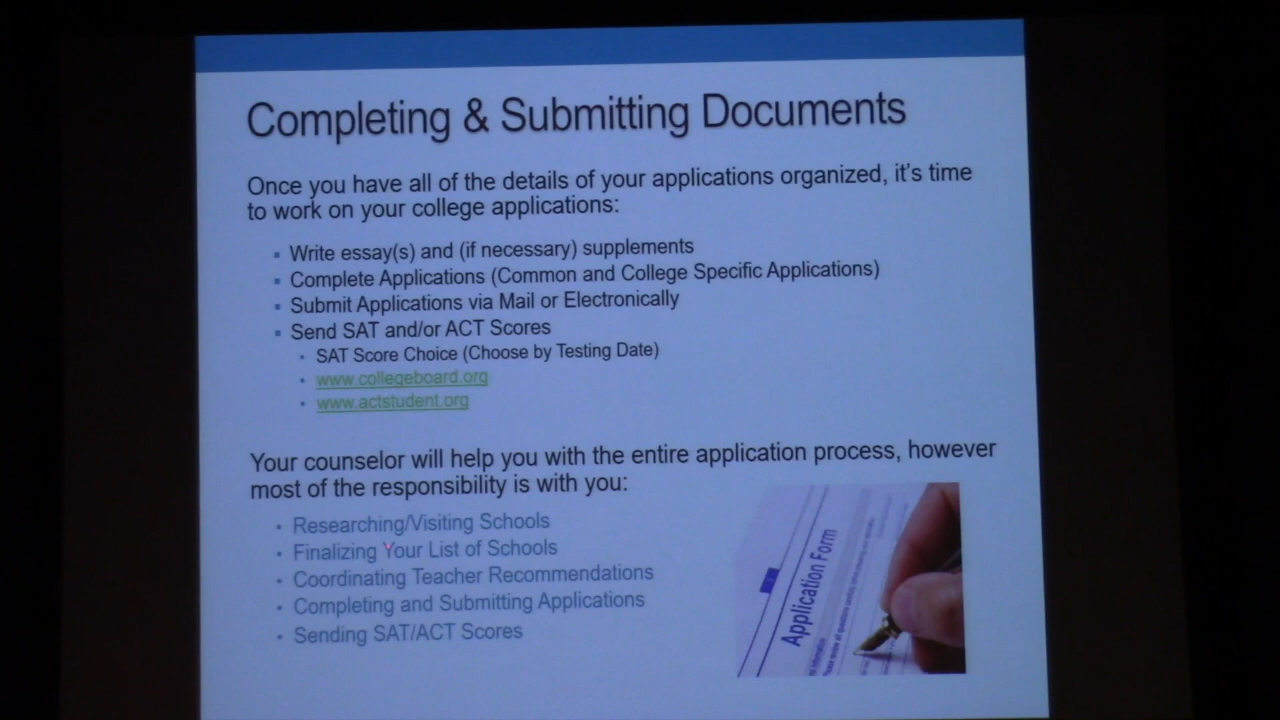 Completing & Submitting Documents
Once you have all of the details of your applications organized, it's time
to work on your college applications:
Write essay(s) and (if necessary) supplements
Complete Applications (Common and College Specific Applications)
Submit Applications via Mail or Electronically
Send SAT and/or ACT Scores
SAT Score Choice (Choose by Testing Date)
www.collegeboard.org
www.actstudent.org
Your counselor will help you with the entire application process, however
most of the responsibility is with you:
Researching/Visiting Schools
Finalizing Your List of Schools
Coordinating Teacher Recommendations
Completing and Submitting Applications
Sending SAT/ACT Scores
Application Form